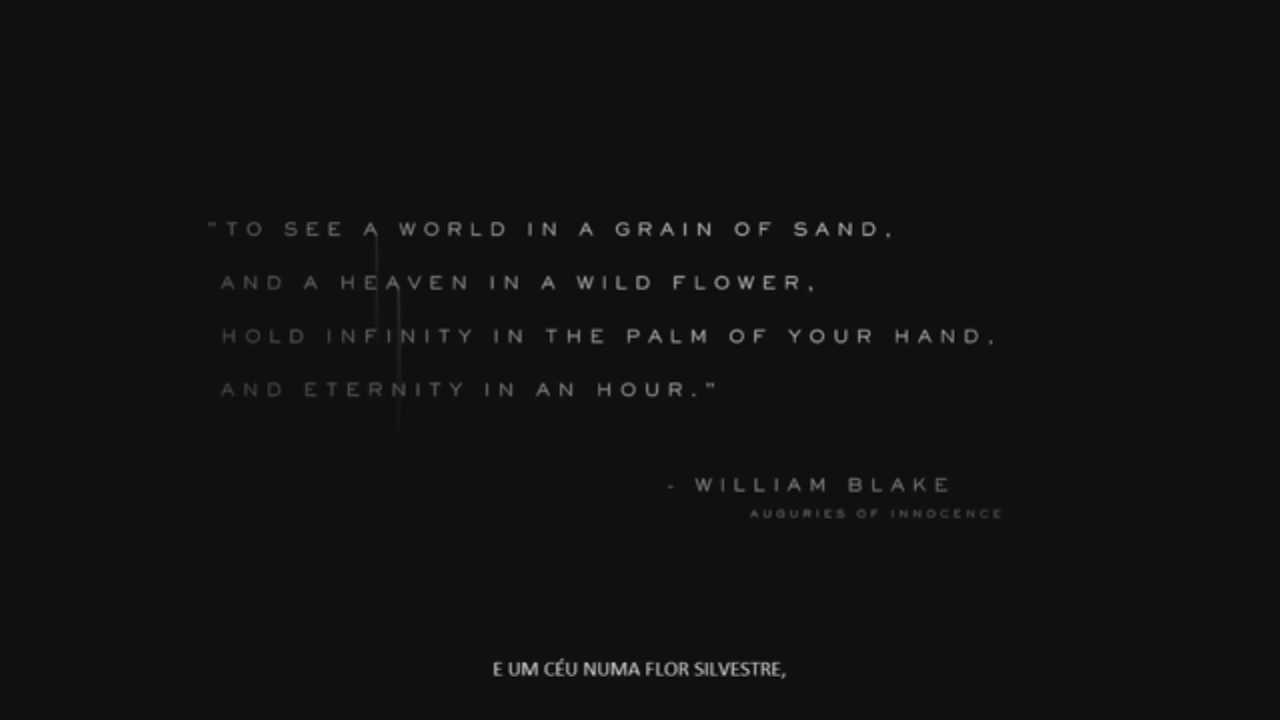 "TO SEE A WORLD IN A GRAIN OF SAND,
AND A HEAVEN IN A WILD FLOWER,
HOLD INFINITY IN THE PALM OF YOUR HAND,
AND ETERNITY IN AN HOUR."
- WILLIAM BLAKE
AUGURIES OF INNOCENCE
E UM CÉU NUMA FLOR SILVESTRE,